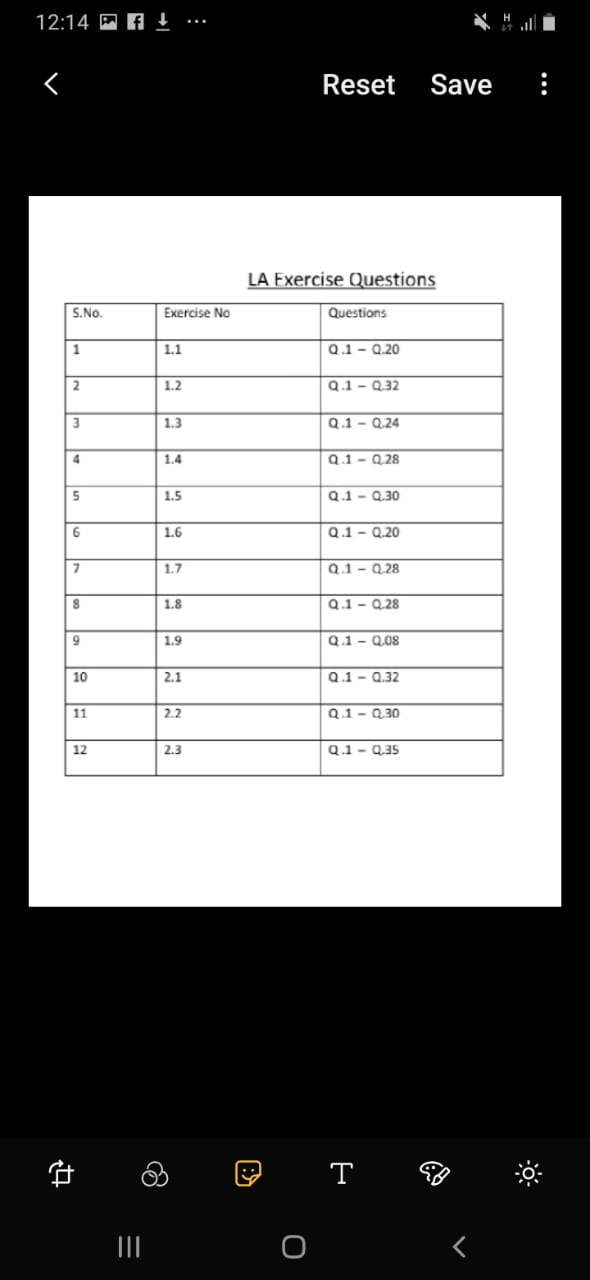 12:14
H
Reset Save
LA Exercise Questions
S.No. Exercise No Questions
1 1.1 Q.1 – Q.20
2 1.2 Q.1 – Q.32
3 1.3 Q.1 – Q.24
4 1.4 Q.1 – Q.28
5 1.5 Q.1 – Q.30
6 1.6 Q.1 – Q.20
7 1.7 Q.1 – Q.28
8 1.8 Q.1 – Q.28
9 1.9 Q.1 – Q.08
10 2.1 Q.1 – Q.32
11 2.2 Q.1 – Q.30
12 2.3 Q.1 – Q.35
T